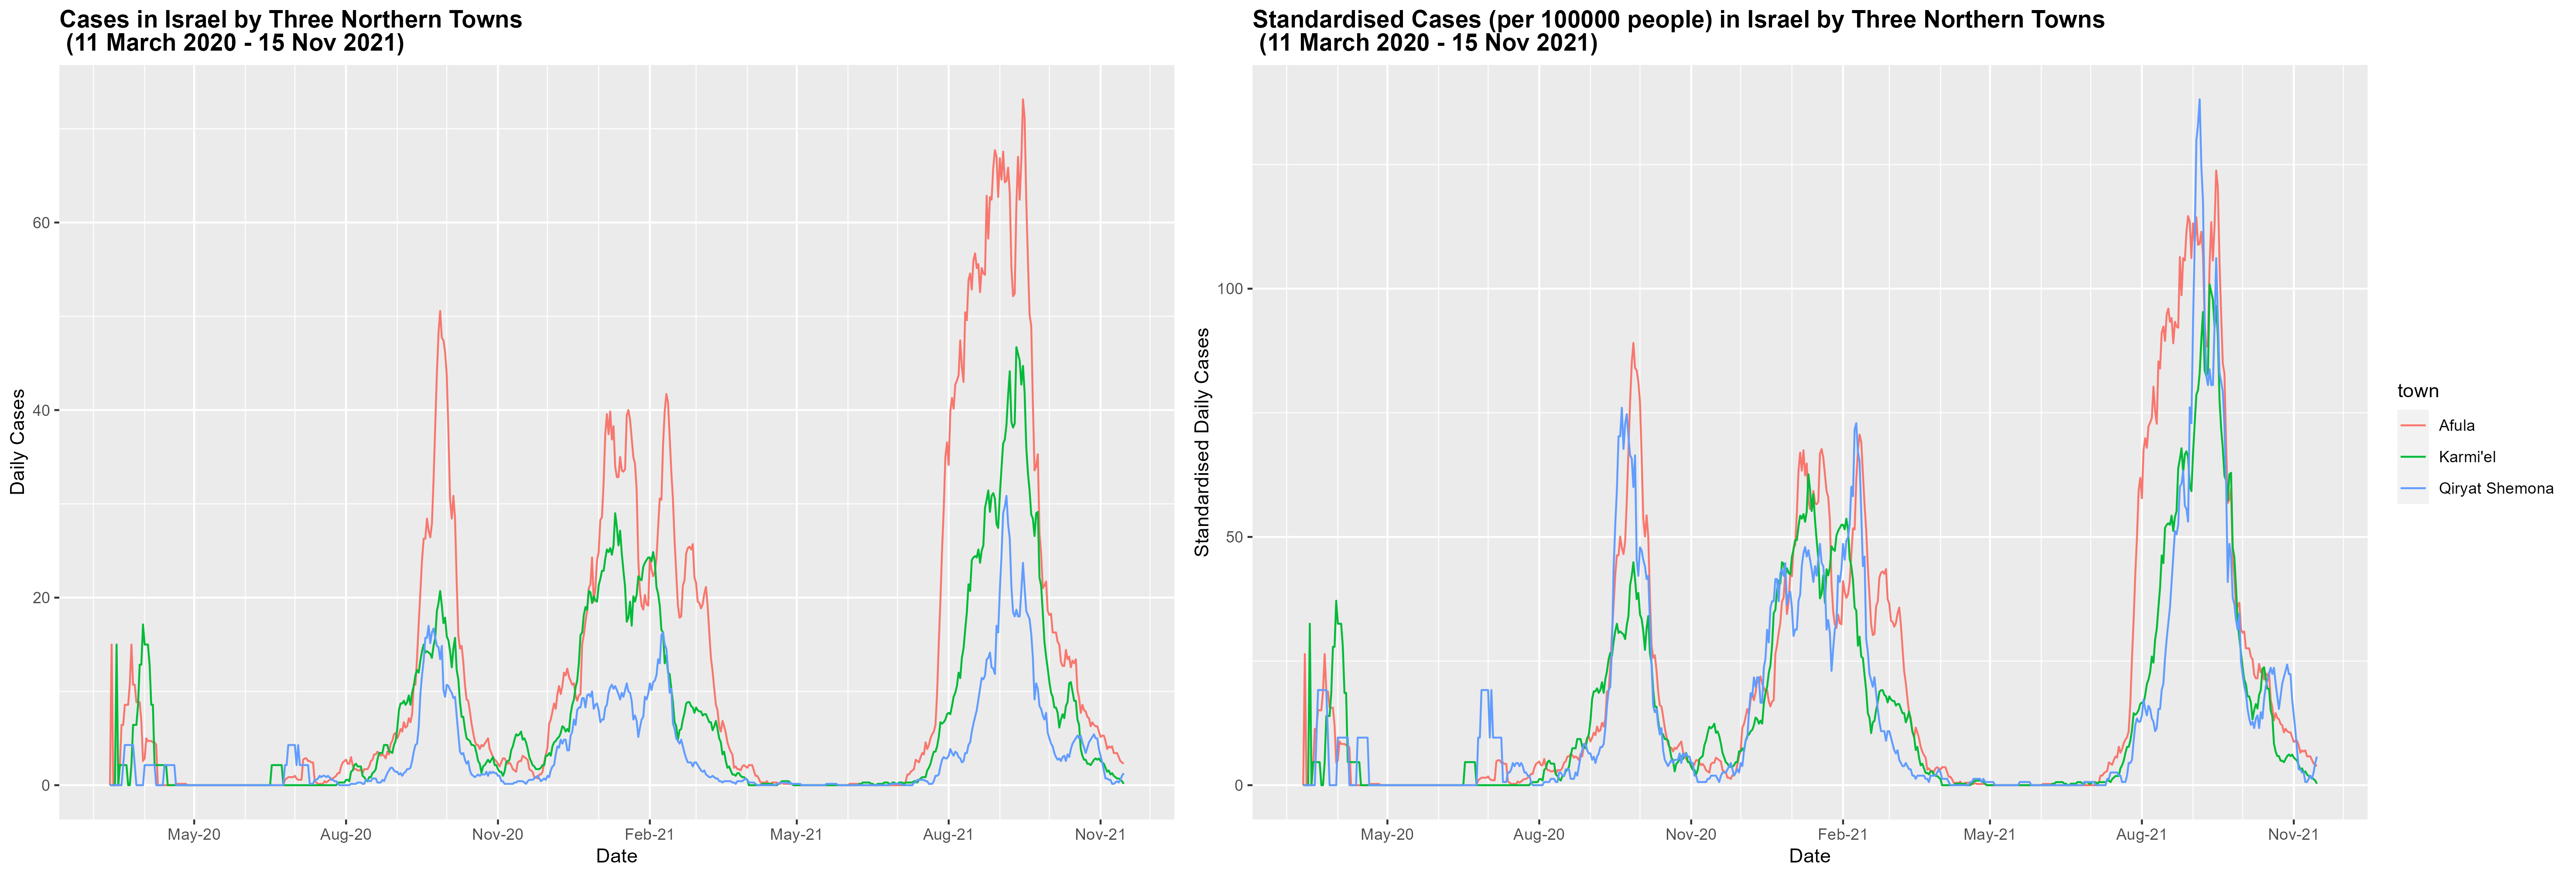 Cases in Israel by Three Northern Towns
(11 March 2020 - 15 Nov 2021)
Daily Cases
60
40
20
0
May-20
Aug-20
Nov-20
Feb-21
May-21
Aug-21
Nov-21
Date
Standardised Cases (per 100000 people) in Israel by Three Northern Towns
(11 March 2020 - 15 Nov 2021)
Standardised Daily Cases
100
50
0
May-20
Aug-20
Nov-20
Feb-21
May-21
Aug-21
Nov-21
Date
town
Afula
Karmi'el
Qiryat Shemona